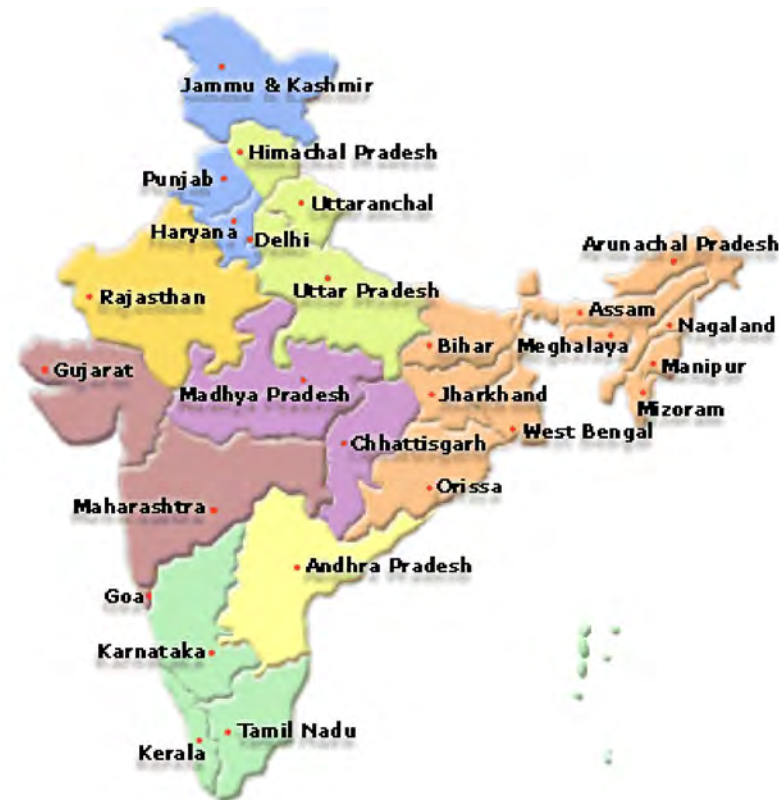 Jammu & Kashmir
Himachal Pradesh
Punjab
Uttaranchal
Haryana
Delhi
Arunachal Pradesh
Rajasthan
Uttar Pradesh
Assam
Nagaland
Bihar
Meghalaya
Gujarat
Manipur
Madhya Pradesh
Jharkhand
Mizoram
West Bengal
Chhattisgarh
Orissa
Maharashtra
Andhra Pradesh
Goa
Karnataka
Tamil Nadu
Kerala